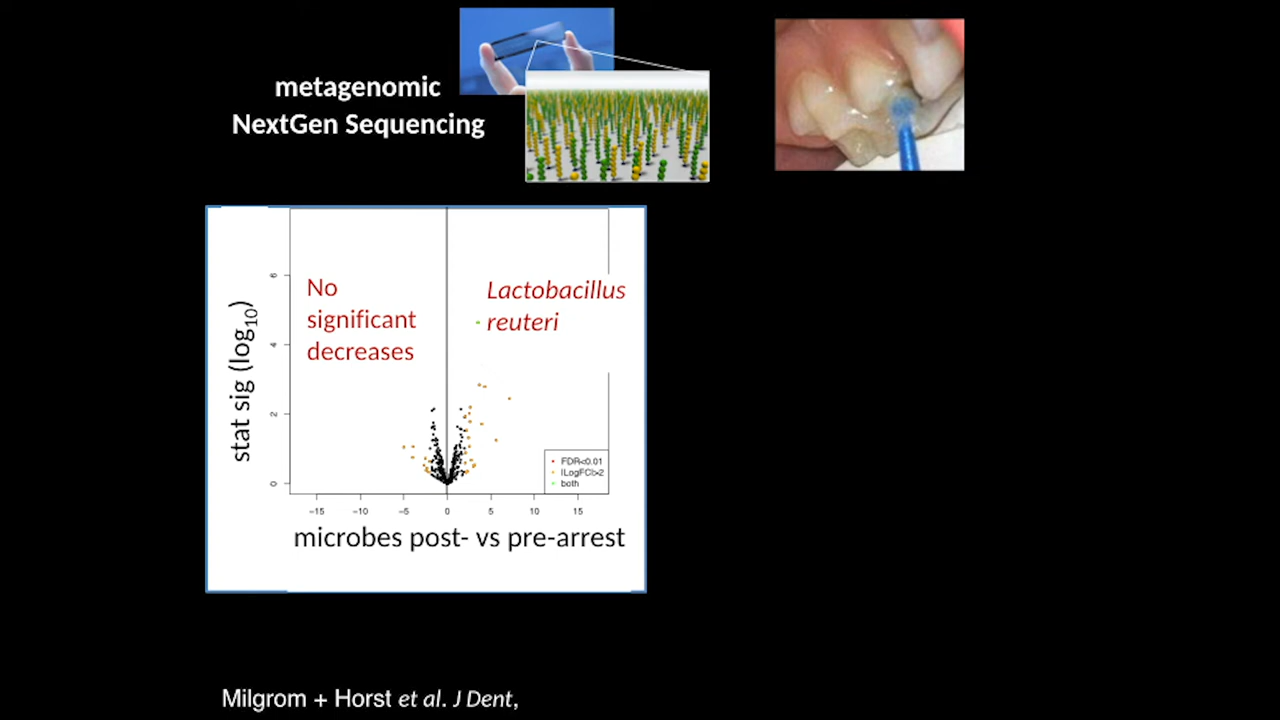 metagenomic
NextGen Sequencing
No
significant
decreases
Lactobacillus
reuteri
stat sig (log10)
6
4
2
0
FDR<0.01
|LogFC|>2
both
−15 −10 −5 0 5 10 15
microbes post- vs pre-arrest
Milgrom + Horst et al. J Dent,